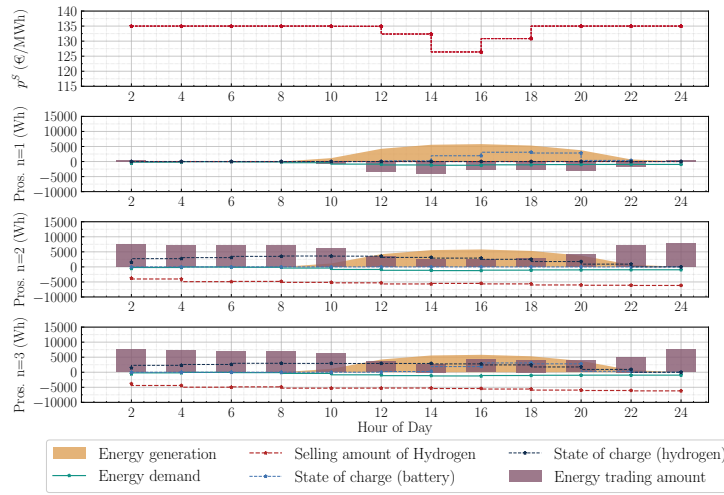 140
135
130
125
120
115
p^S (€/MWh)
2 4 6 8 10 12 14 16 18 20 22 24
15000
10000
5000
0
−5000
−10000
Pros. n=1 (Wh)
2 4 6 8 10 12 14 16 18 20 22 24
15000
10000
5000
0
−5000
−10000
Pros. n=2 (Wh)
2 4 6 8 10 12 14 16 18 20 22 24
15000
10000
5000
0
−5000
−10000
Pros. n=3 (Wh)
2 4 6 8 10 12 14 16 18 20 22 24
Hour of Day
Energy generation
Energy demand
Selling amount of Hydrogen
State of charge (battery)
State of charge (hydrogen)
Energy trading amount